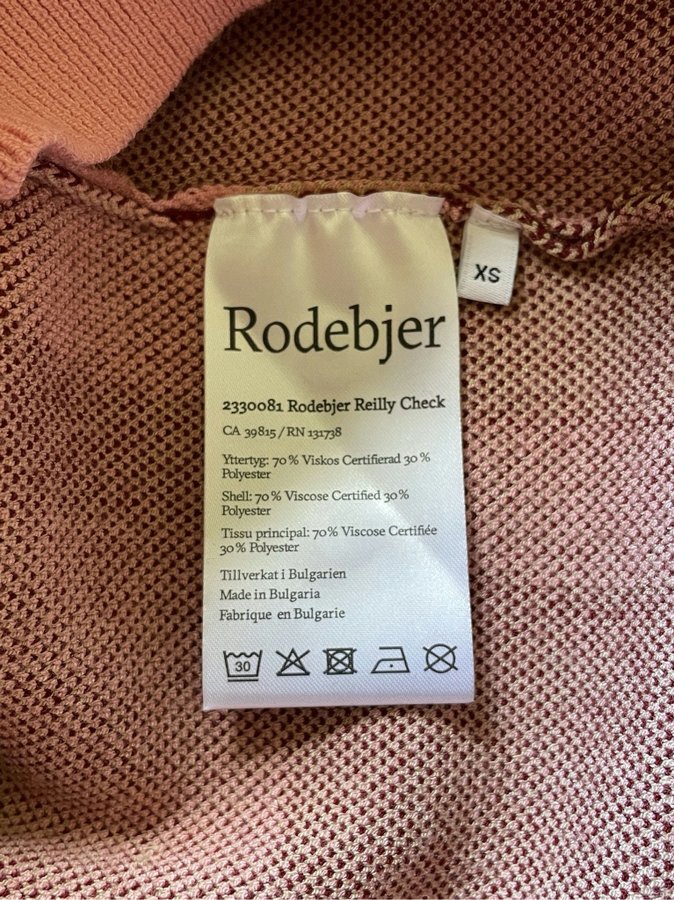 Rodebjer
XS
2330081 Rodebjer Reilly Check
CA 39815 / RN 131738
Yttertyg: 70 % Viskos Certifierad 30 %
Polyester
Shell: 70 % Viscose Certified 30 %
Polyester
Tissu principal: 70 % Viscose Certifiée
30 % Polyester
Tillverkat i Bulgarien
Made in Bulgaria
Fabrique en Bulgarie
30